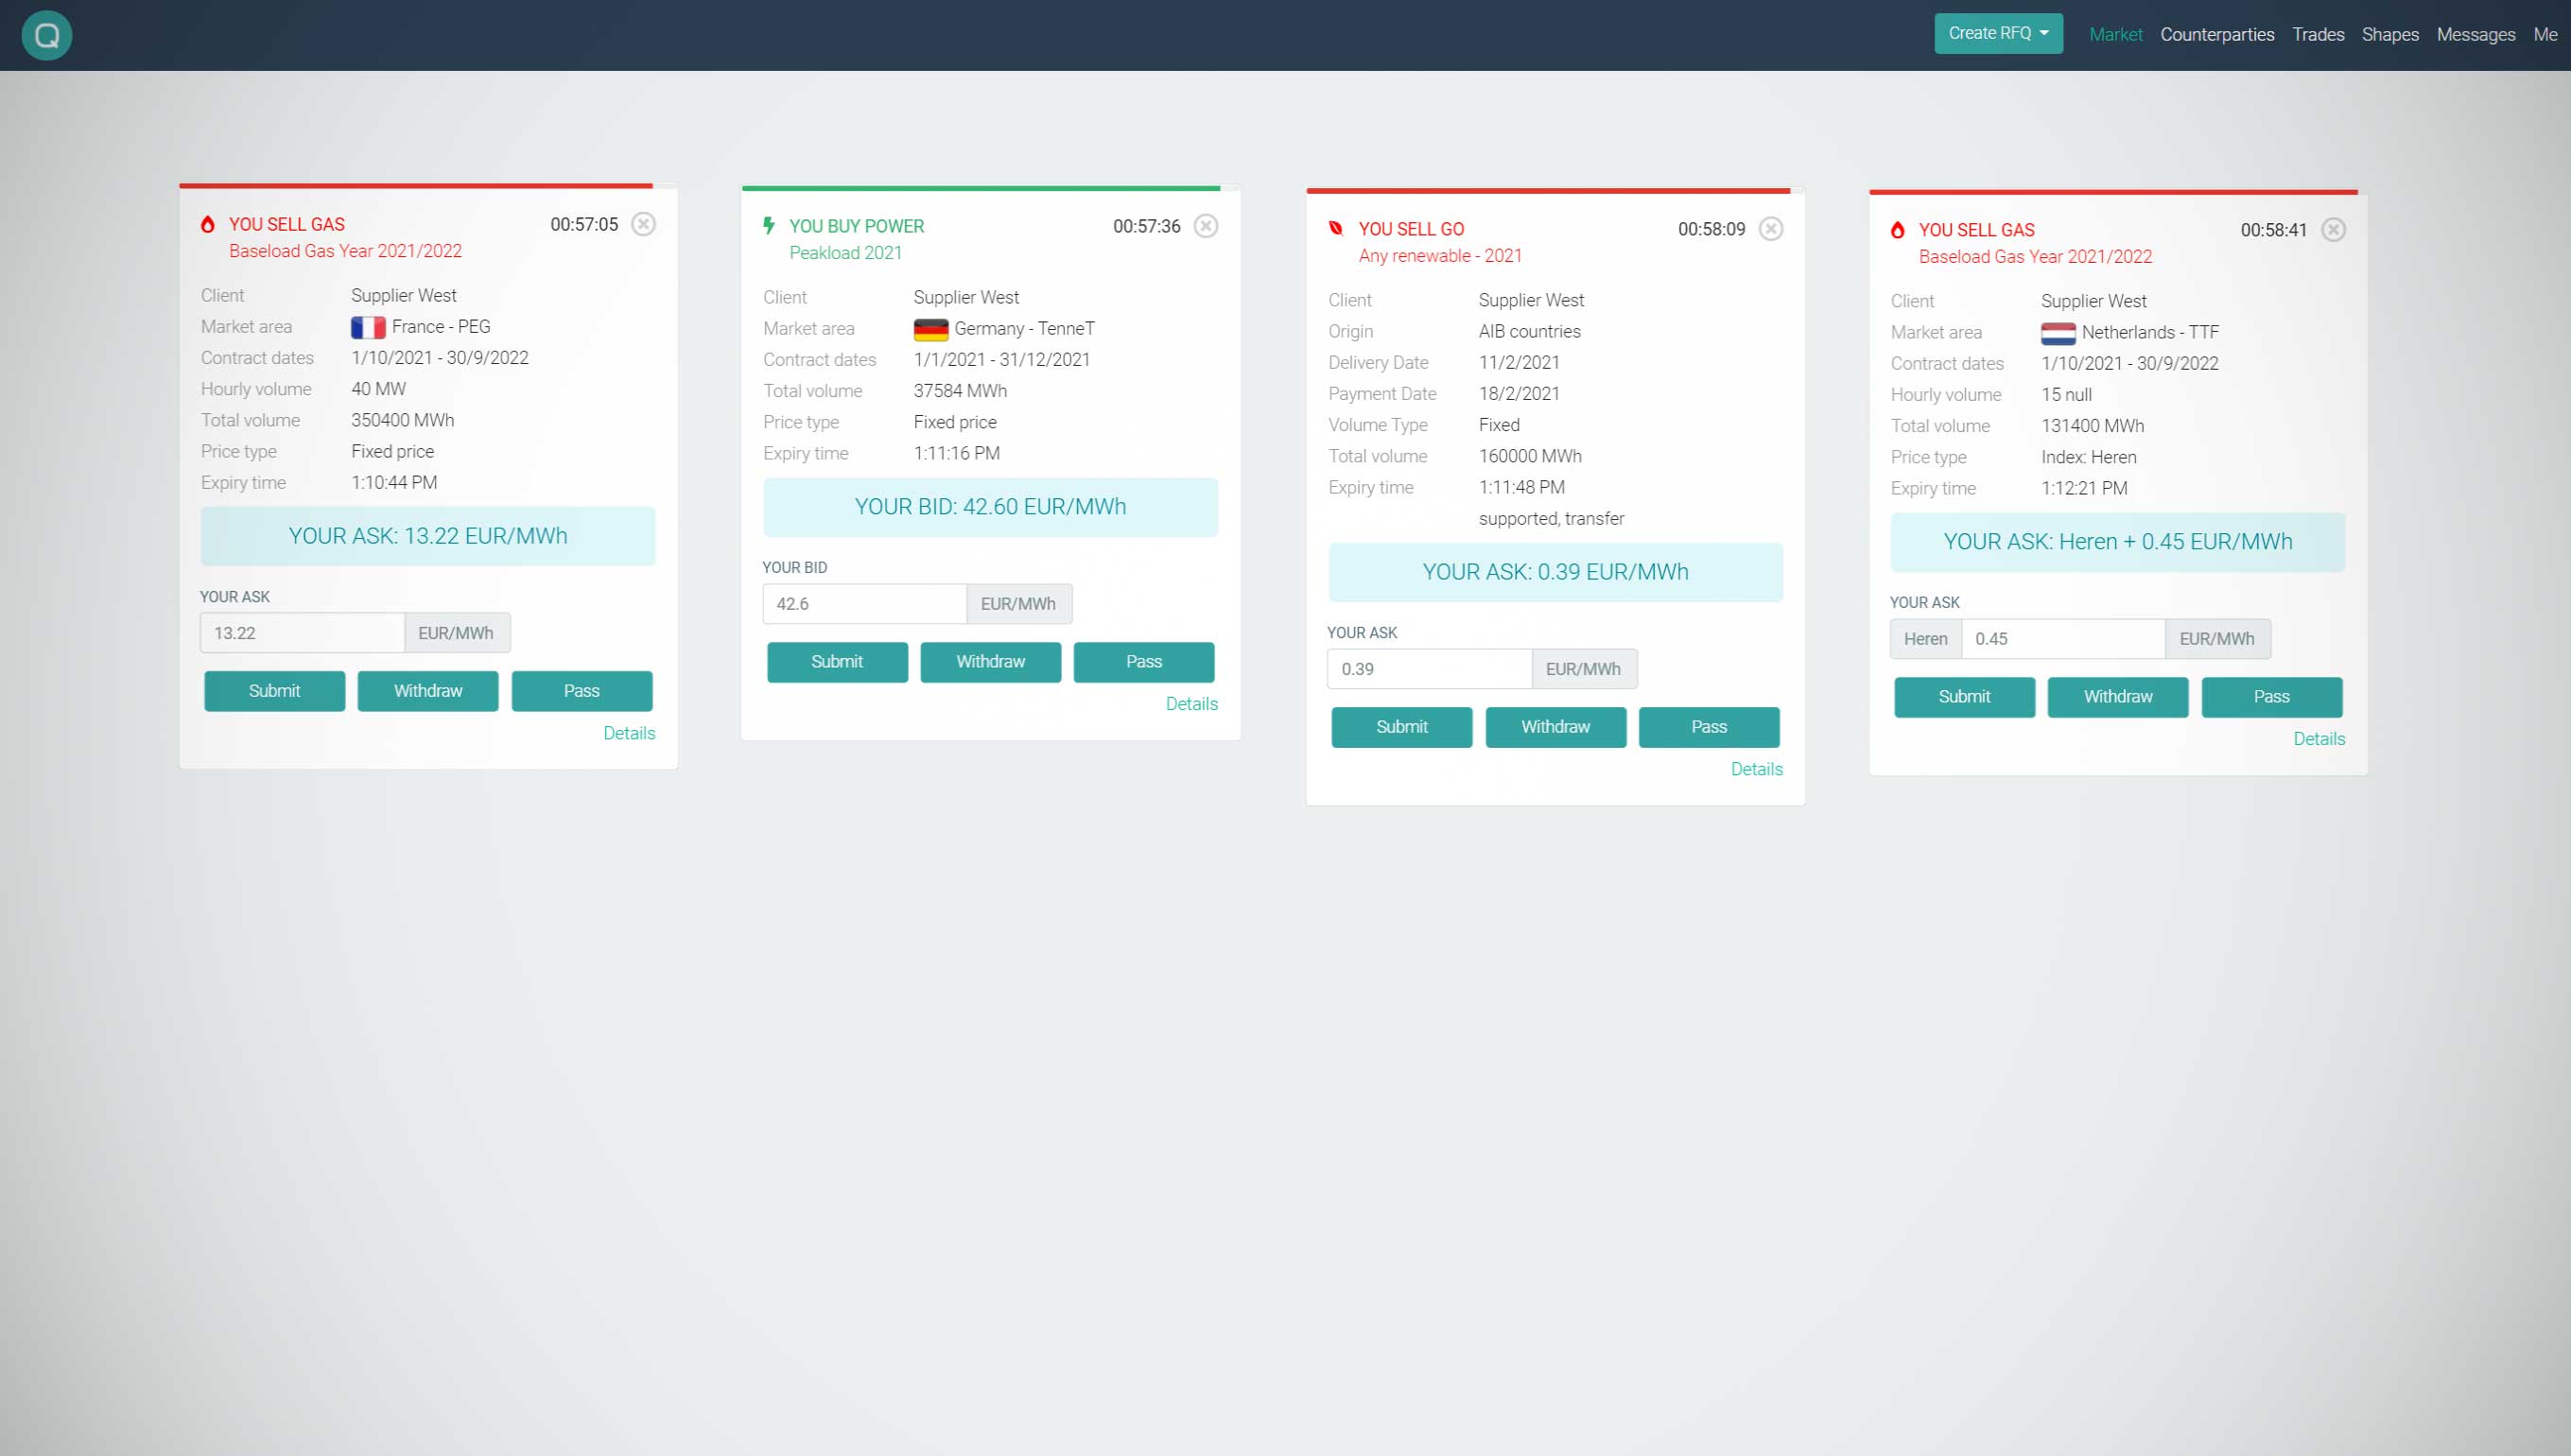 Q
Create RFQ Market Counterparties Trades Shapes Messages Me
YOU SELL GAS 00:57:05
Baseload Gas Year 2021/2022
Client Supplier West
Market area France - PEG
Contract dates 1/10/2021 - 30/9/2022
Hourly volume 40 MW
Total volume 350400 MWh
Price type Fixed price
Expiry time 1:10:44 PM
YOUR ASK: 13.22 EUR/MWh
YOUR ASK
13.22 EUR/MWh
Submit Withdraw Pass
Details
YOU BUY POWER 00:57:36
Peakload 2021
Client Supplier West
Market area Germany - TenneT
Contract dates 1/1/2021 - 31/12/2021
Total volume 37584 MWh
Price type Fixed price
Expiry time 1:11:16 PM
YOUR BID: 42.60 EUR/MWh
YOUR BID
42.6 EUR/MWh
Submit Withdraw Pass
Details
YOU SELL GO 00:58:09
Any renewable - 2021
Client Supplier West
Origin AIB countries
Delivery Date 11/2/2021
Payment Date 18/2/2021
Volume Type Fixed
Total volume 160000 MWh
Expiry time 1:11:48 PM
supported, transfer
YOUR ASK: 0.39 EUR/MWh
YOUR ASK
0.39 EUR/MWh
Submit Withdraw Pass
Details
YOU SELL GAS 00:58:41
Baseload Gas Year 2021/2022
Client Supplier West
Market area Netherlands - TTF
Contract dates 1/10/2021 - 30/9/2022
Hourly volume 15 null
Total volume 131400 MWh
Price type Index: Heren
Expiry time 1:12:21 PM
YOUR ASK: Heren + 0.45 EUR/MWh
YOUR ASK
Heren 0.45 EUR/MWh
Submit Withdraw Pass
Details